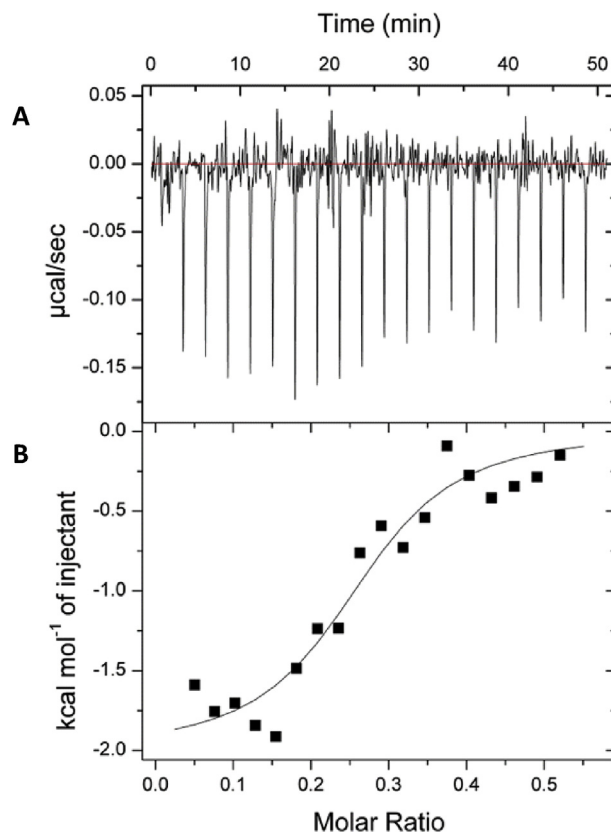 Time (min)
0 10 20 30 40 50
A
0.05
0.00
-0.05
-0.10
-0.15
µcal/sec
B
0.0
-0.5
-1.0
-1.5
-2.0
kcal mol⁻¹ of injectant
0.0 0.1 0.2 0.3 0.4 0.5
Molar Ratio